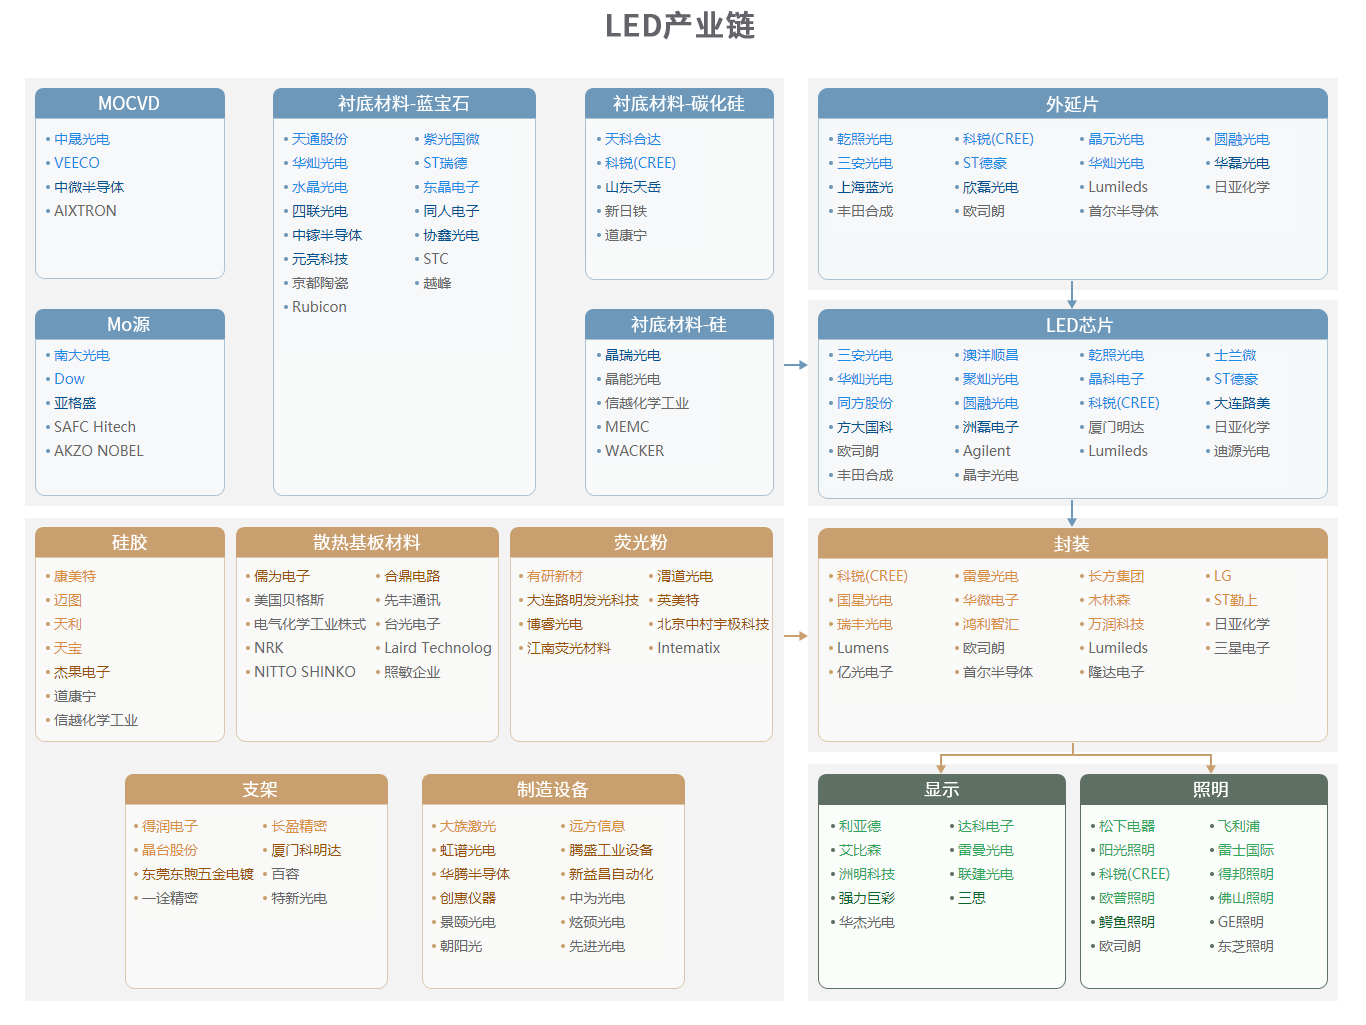 LED产业链
MOCVD
中晟光电
VEECO
中微半导体
AIXTRON
衬底材料-蓝宝石
天通股份 紫光国微
华灿光电 ST瑞德
水晶光电 东晶电子
四联光电 同人电子
中镓半导体 协鑫光电
元亮科技 STC
京都陶瓷 越峰
Rubicon
衬底材料-碳化硅
天科合达
科锐(CREE)
山东天岳
新日铁
道康宁
外延片
乾照光电 科锐(CREE) 晶元光电 圆融光电
三安光电 ST德豪 华灿光电 华磊光电
上海蓝光 欣磊光电 Lumileds 日亚化学
丰田合成 欧司朗 首尔半导体
Mo源
南大光电
Dow
亚格盛
SAFC Hitech
AKZO NOBEL
衬底材料-硅
晶瑞光电
晶能光电
信越化学工业
MEMC
WACKER
LED芯片
三安光电 澳洋顺昌 乾照光电 士兰微
华灿光电 聚灿光电 晶科电子 ST德豪
同方股份 圆融光电 科锐(CREE) 大连路美
方大国科 洲磊电子 厦门明达 日亚化学
欧司朗 Agilent Lumileds 迪源光电
丰田合成 晶宇光电
硅胶
康美特
迈图
天利
天宝
杰果电子
道康宁
信越化学工业
散热基板材料
儒为电子 合鼎电路
美国贝格斯 先丰通讯
电气化学工业株式 台光电子
NRK Laird Technolog
NITTO SHINKO 照敏企业
荧光粉
有研新材 渭道光电
大连路明发光科技 英美特
博睿光电 北京中村宇极科技
江南荧光材料 Intematix
封装
科锐(CREE) 雷曼光电 长方集团 LG
国星光电 华微电子 木林森 ST勤上
瑞丰光电 鸿利智汇 万润科技 日亚化学
Lumens 欧司朗 Lumileds 三星电子
亿光电子 首尔半导体 隆达电子
支架
得润电子 长盈精密
晶台股份 厦门科明达
东莞东昫五金电镀 百容
一诠精密 特新光电
制造设备
大族激光 远方信息
虹谱光电 腾盛工业设备
华腾半导体 新益昌自动化
创惠仪器 中为光电
景颐光电 炫硕光电
朝阳光 先进光电
显示
利亚德 达科电子
艾比森 雷曼光电
洲明科技 联建光电
强力巨彩 三思
华杰光电
照明
松下电器 飞利浦
阳光照明 雷士国际
科锐(CREE) 得邦照明
欧普照明 佛山照明
鳄鱼照明 GE照明
欧司朗 东芝照明